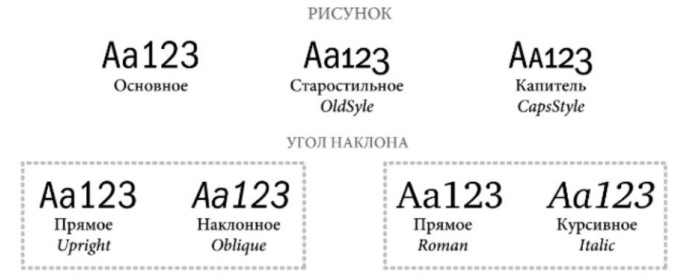 РИСУНОК
Aa123 Aa123 Aa123
Основное Старостильное Капитель
OldSyle CapsStyle
УГОЛ НАКЛОНА
Aa123 Aa123 Aa123 Aa123
Прямое Наклонное Прямое Курсивное
Upright Oblique Roman Italic